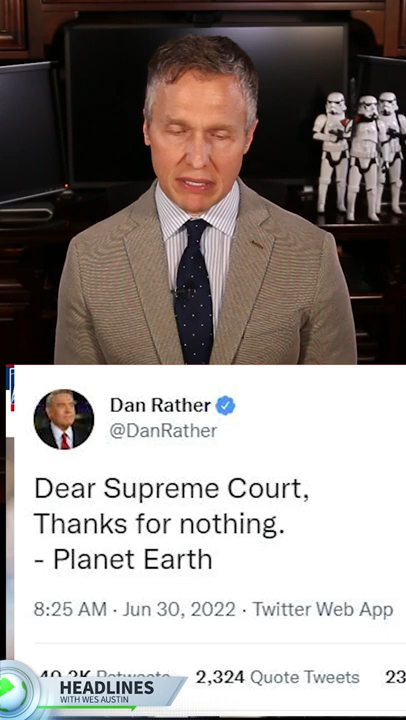 Dan Rather
@DanRather
Dear Supreme Court,
Thanks for nothing.
- Planet Earth
8:25 AM · Jun 30, 2022 · Twitter Web App
2,324 Quote Tweets 23
HEADLINES
WITH WES AUSTIN